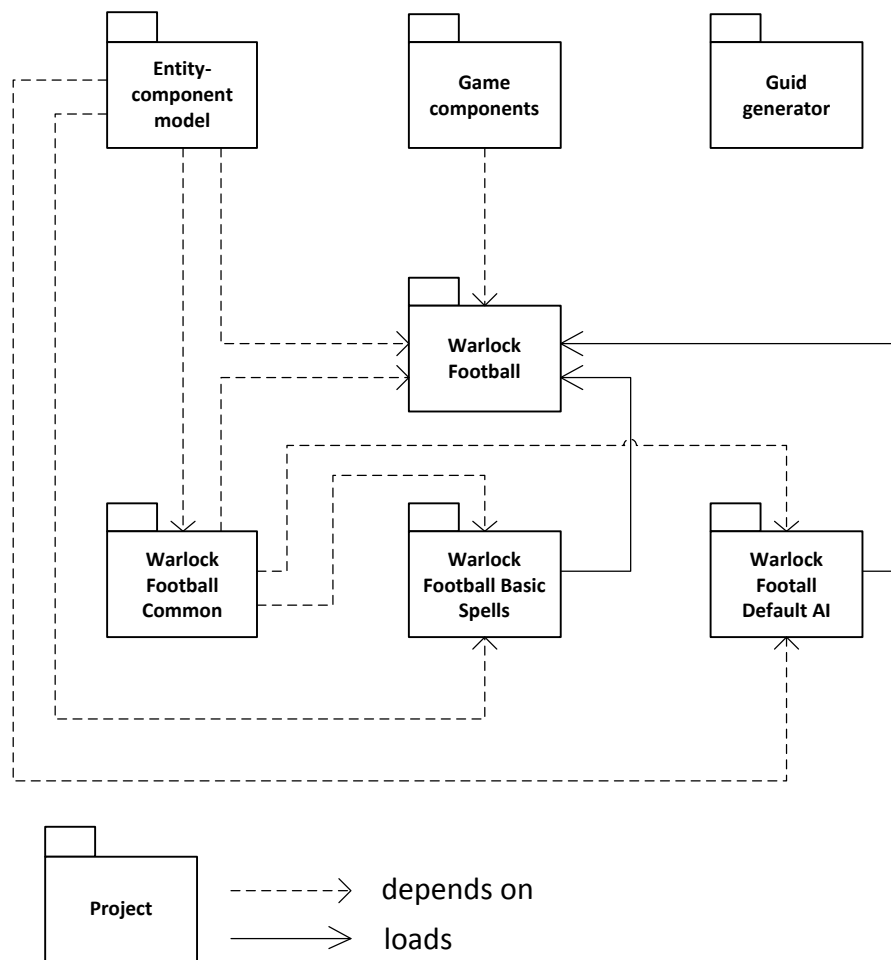 Entity-
component
model
Game
components
Guid
generator
Warlock
Football
Warlock
Football
Common
Warlock
Football Basic
Spells
Warlock
Footall
Default AI
Project
depends on
loads